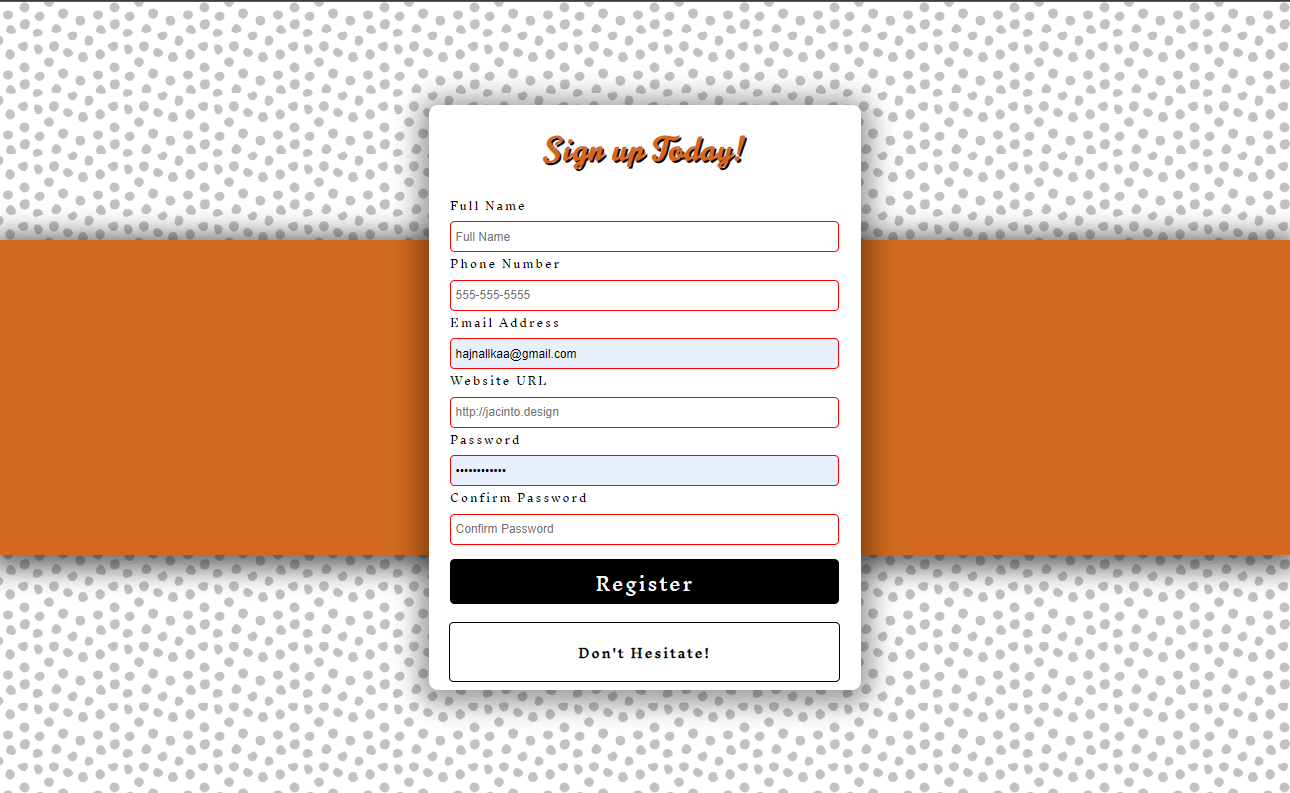 Sign up Today!
Full Name
Full Name
Phone Number
555-555-5555
Email Address
hajnallkaa@gmail.com
Website URL
http://jacinto.design
Password
••••••••••••
Confirm Password
Confirm Password
Register
Don't Hesitate!